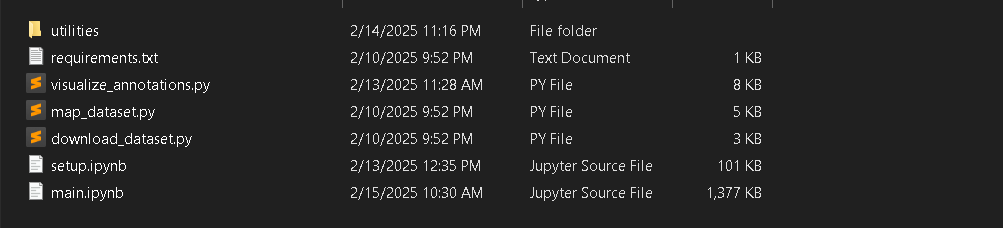 utilities 2/14/2025 11:16 PM File folder
requirements.txt 2/10/2025 9:52 PM Text Document 1 KB
visualize_annotations.py 2/13/2025 11:28 AM PY File 8 KB
map_dataset.py 2/10/2025 9:52 PM PY File 5 KB
download_dataset.py 2/10/2025 9:52 PM PY File 3 KB
setup.ipynb 2/13/2025 12:35 PM Jupyter Source File 101 KB
main.ipynb 2/15/2025 10:30 AM Jupyter Source File 1,377 KB